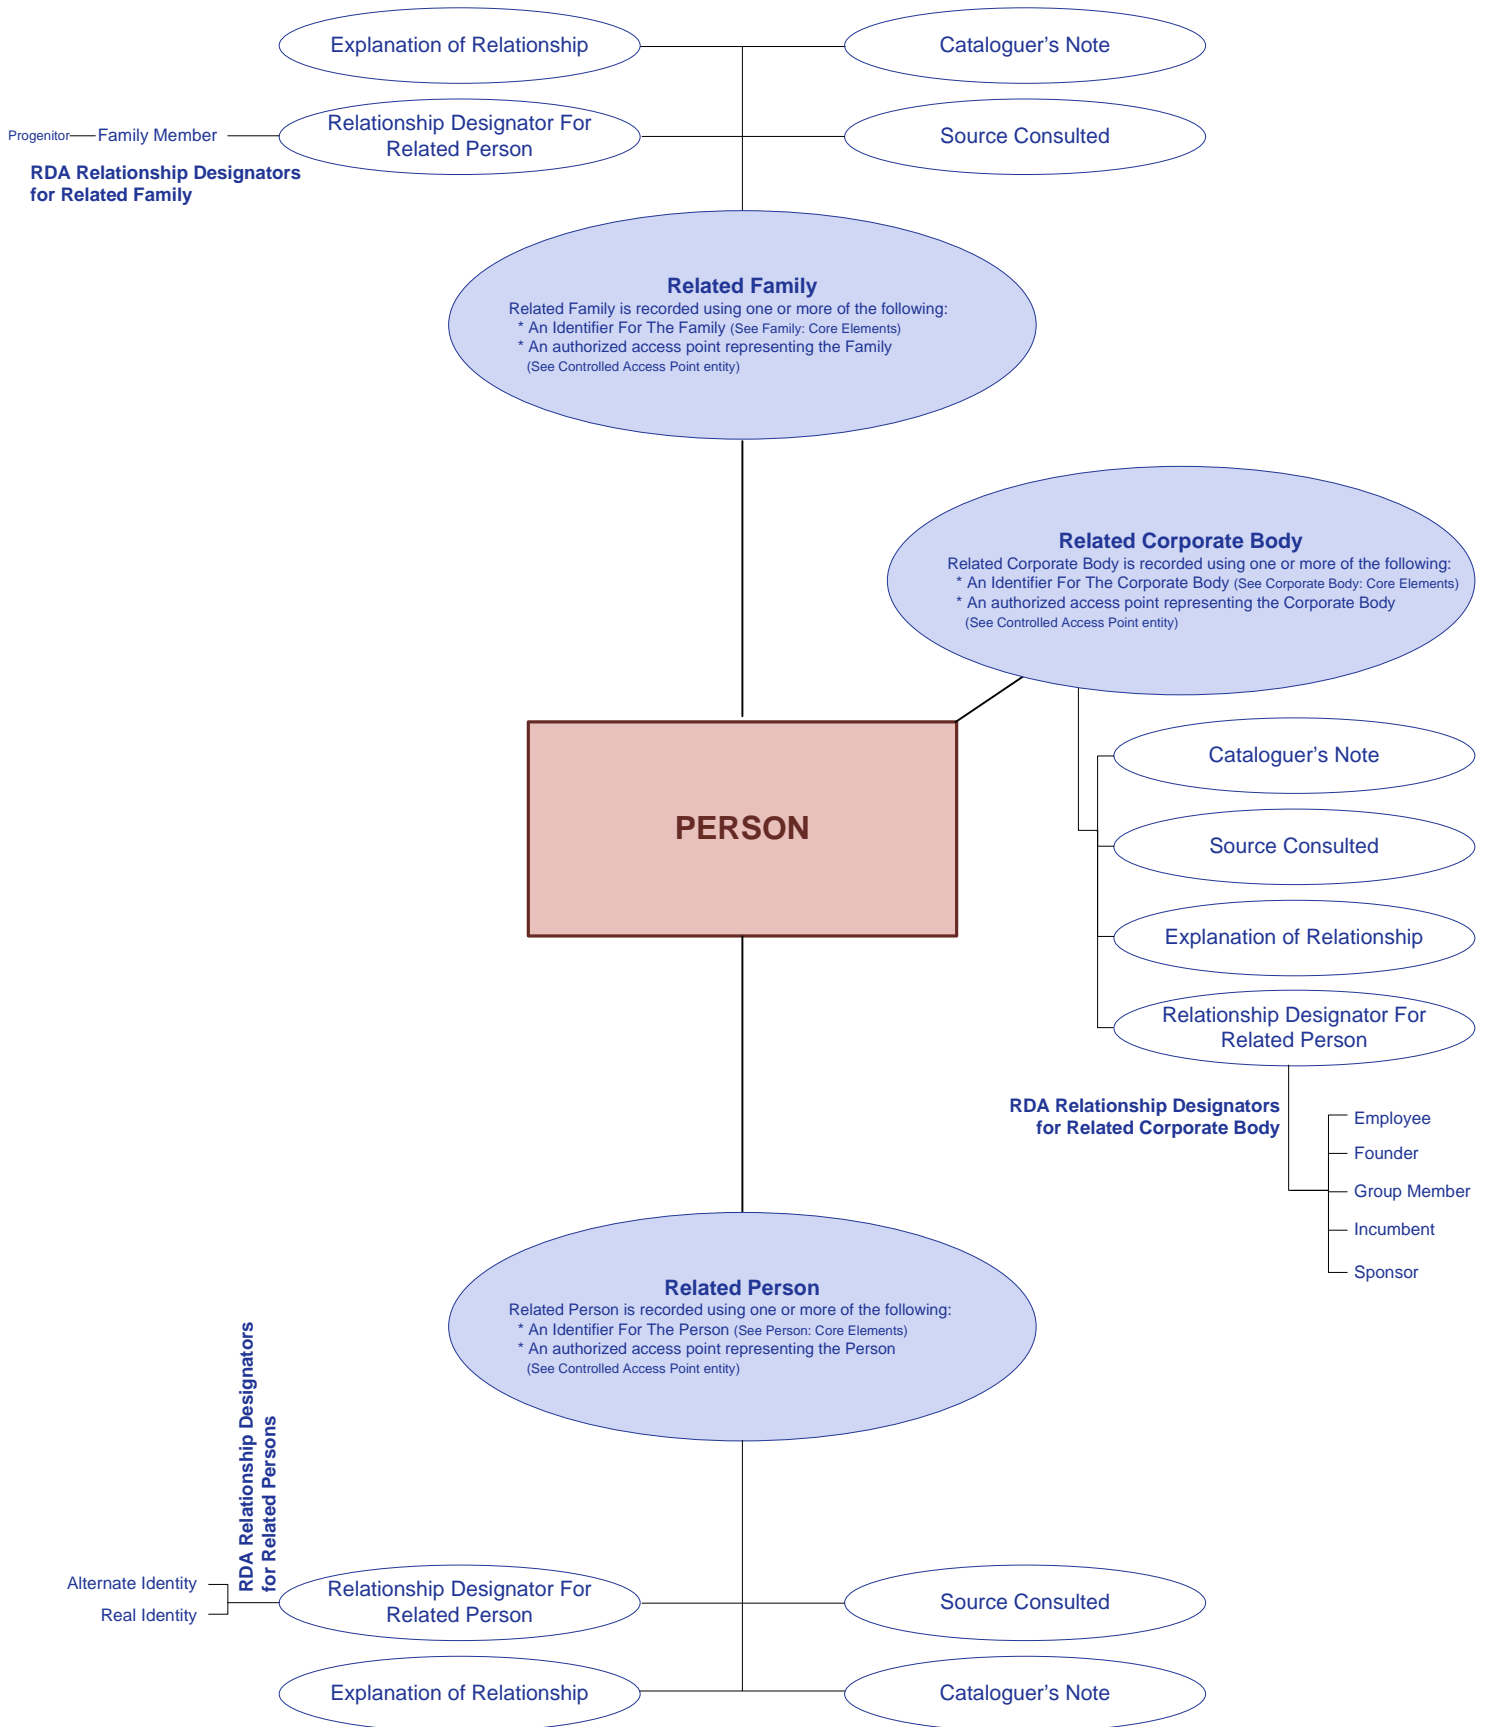 Explanation of Relationship
Cataloguer's Note
Progenitor
Family Member
Relationship Designator For
Related Person
Source Consulted
RDA Relationship Designators
for Related Family
Related Family
Related Family is recorded using one or more of the following:
* An Identifier For The Family (See Family: Core Elements)
* An authorized access point representing the Family
(See Controlled Access Point entity)
Related Corporate Body
Related Corporate Body is recorded using one or more of the following:
* An Identifier For The Corporate Body (See Corporate Body: Core Elements)
* An authorized access point representing the Corporate Body
(See Controlled Access Point entity)
PERSON
Cataloguer's Note
Source Consulted
Explanation of Relationship
Relationship Designator For
Related Person
RDA Relationship Designators
for Related Corporate Body
Employee
Founder
Group Member
Incumbent
Sponsor
Related Person
Related Person is recorded using one or more of the following:
* An Identifier For The Person (See Person: Core Elements)
* An authorized access point representing the Person
(See Controlled Access Point entity)
RDA Relationship Designators
for Related Persons
Alternate Identity
Real Identity
Relationship Designator For
Related Person
Source Consulted
Explanation of Relationship
Cataloguer's Note